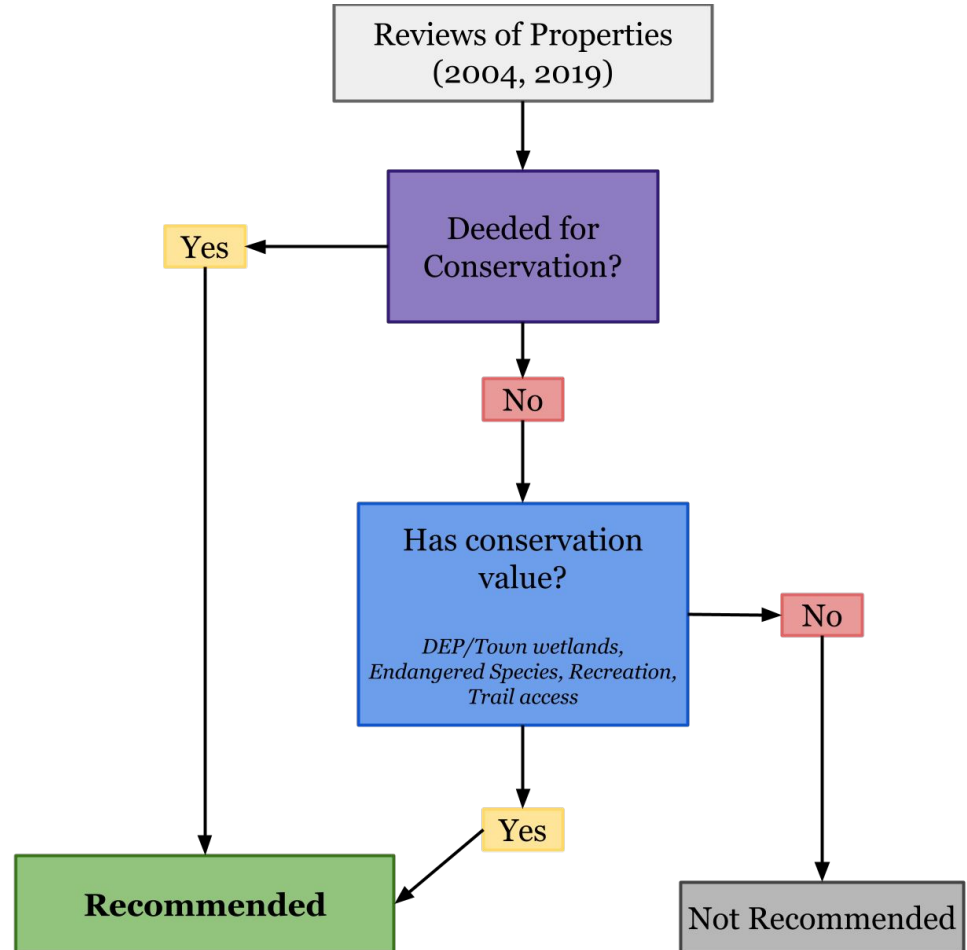 Reviews of Properties
(2004, 2019)
Deeded for
Conservation?
Yes
No
Has conservation
value?
DEP/Town wetlands,
Endangered Species, Recreation,
Trail access
No
Yes
Recommended
Not Recommended